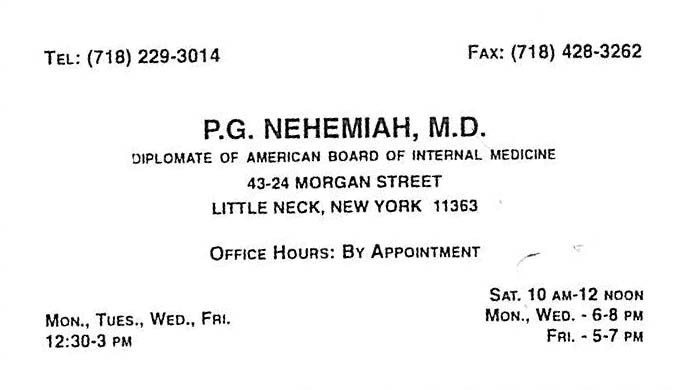 TEL: (718) 229-3014
FAX: (718) 428-3262
P.G. NEHEMIAH, M.D.
DIPLOMATE OF AMERICAN BOARD OF INTERNAL MEDICINE
43-24 MORGAN STREET
LITTLE NECK, NEW YORK 11363
OFFICE HOURS: BY APPOINTMENT
MON., TUES., WED., FRI.
12:30-3 PM
SAT. 10 AM-12 NOON
MON., WED. - 6-8 PM
FRI. - 5-7 PM